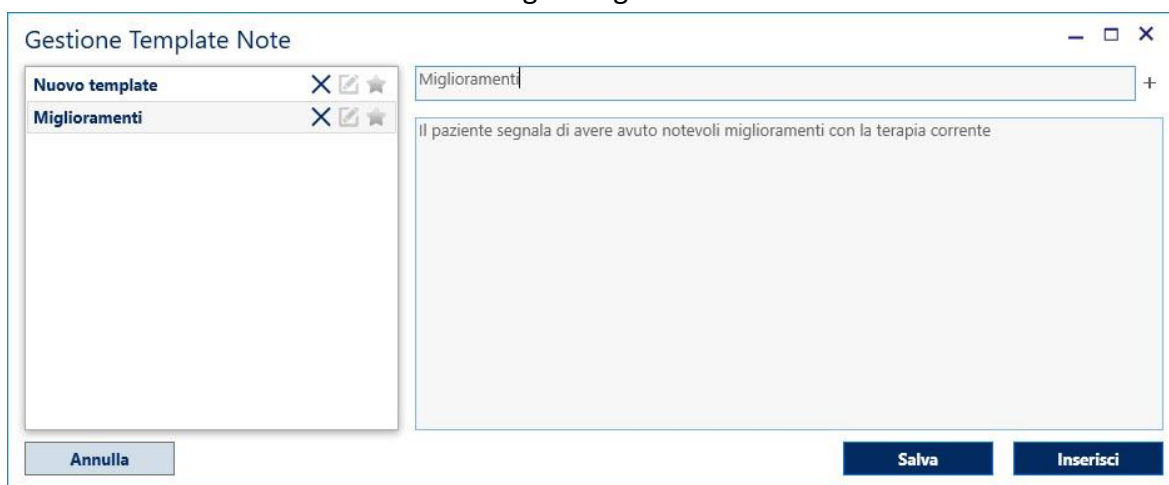 Gestione Template Note
Nuovo template
Miglioramenti
Miglioramenti
+
Il paziente segnala di avere avuto notevoli miglioramenti con la terapia corrente
Annulla
Salva
Inserisci